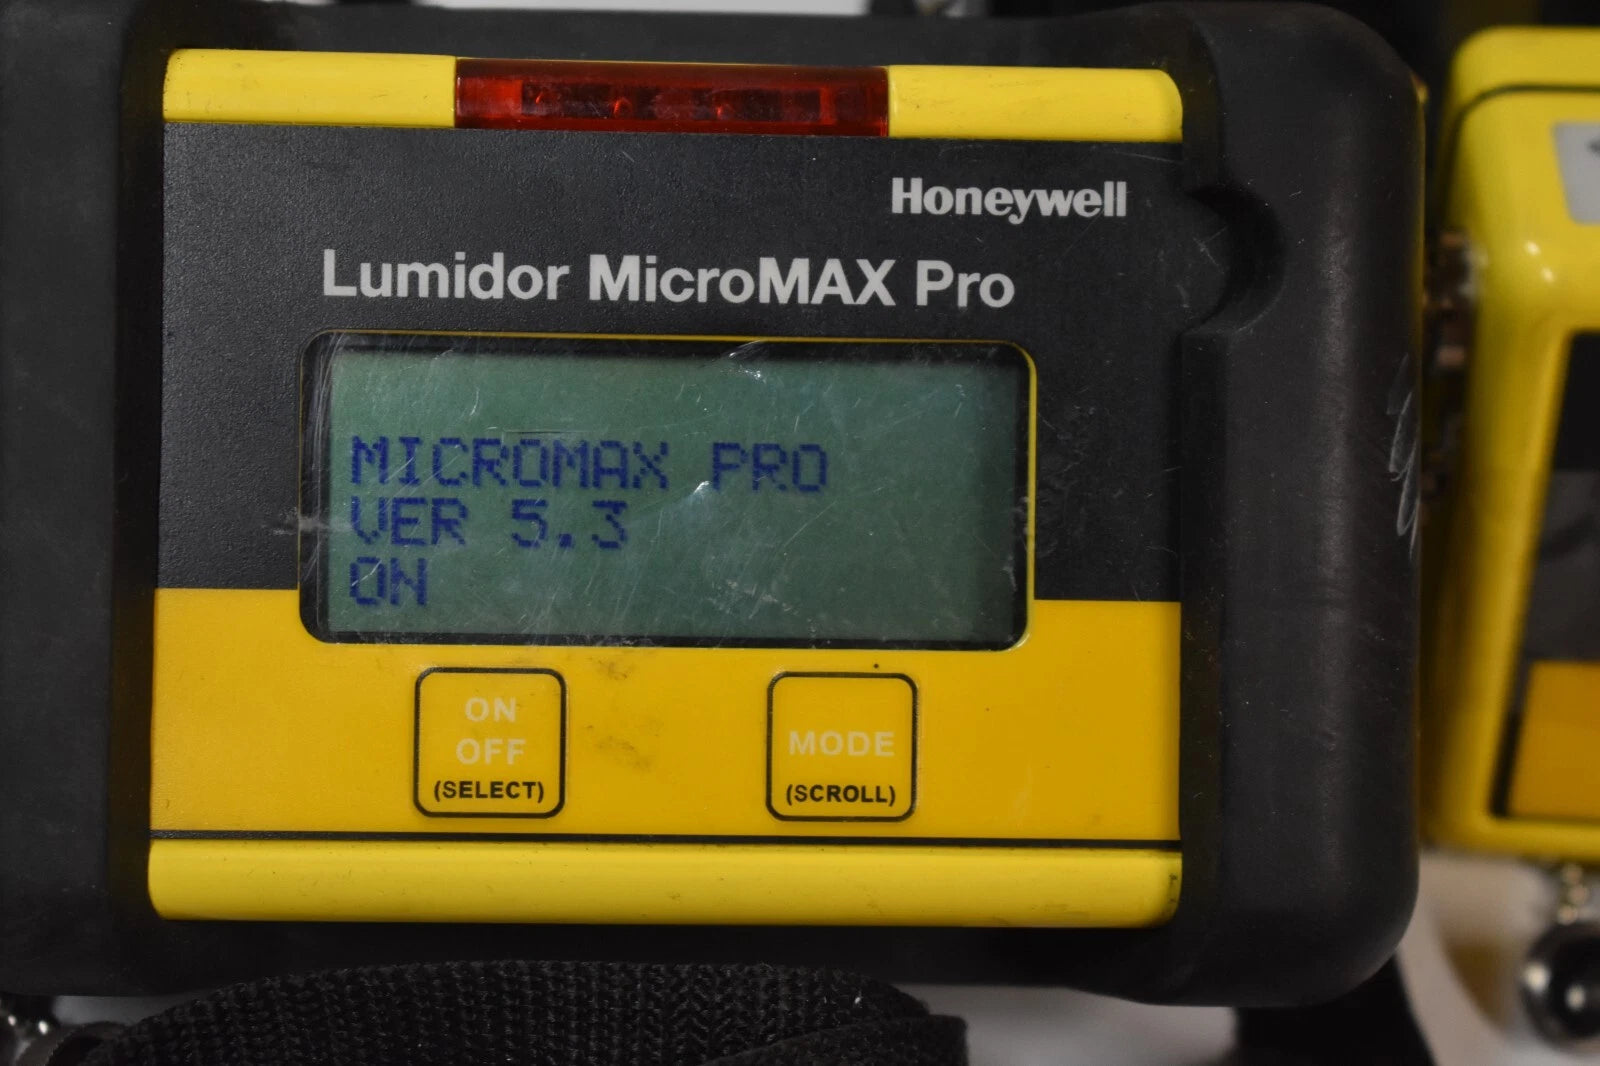 Honeywell
Lumidor MicroMAX Pro
MICROMAX PRO
VER 5.3
ON
ON
OFF
(SELECT)
MODE
(SCROLL)